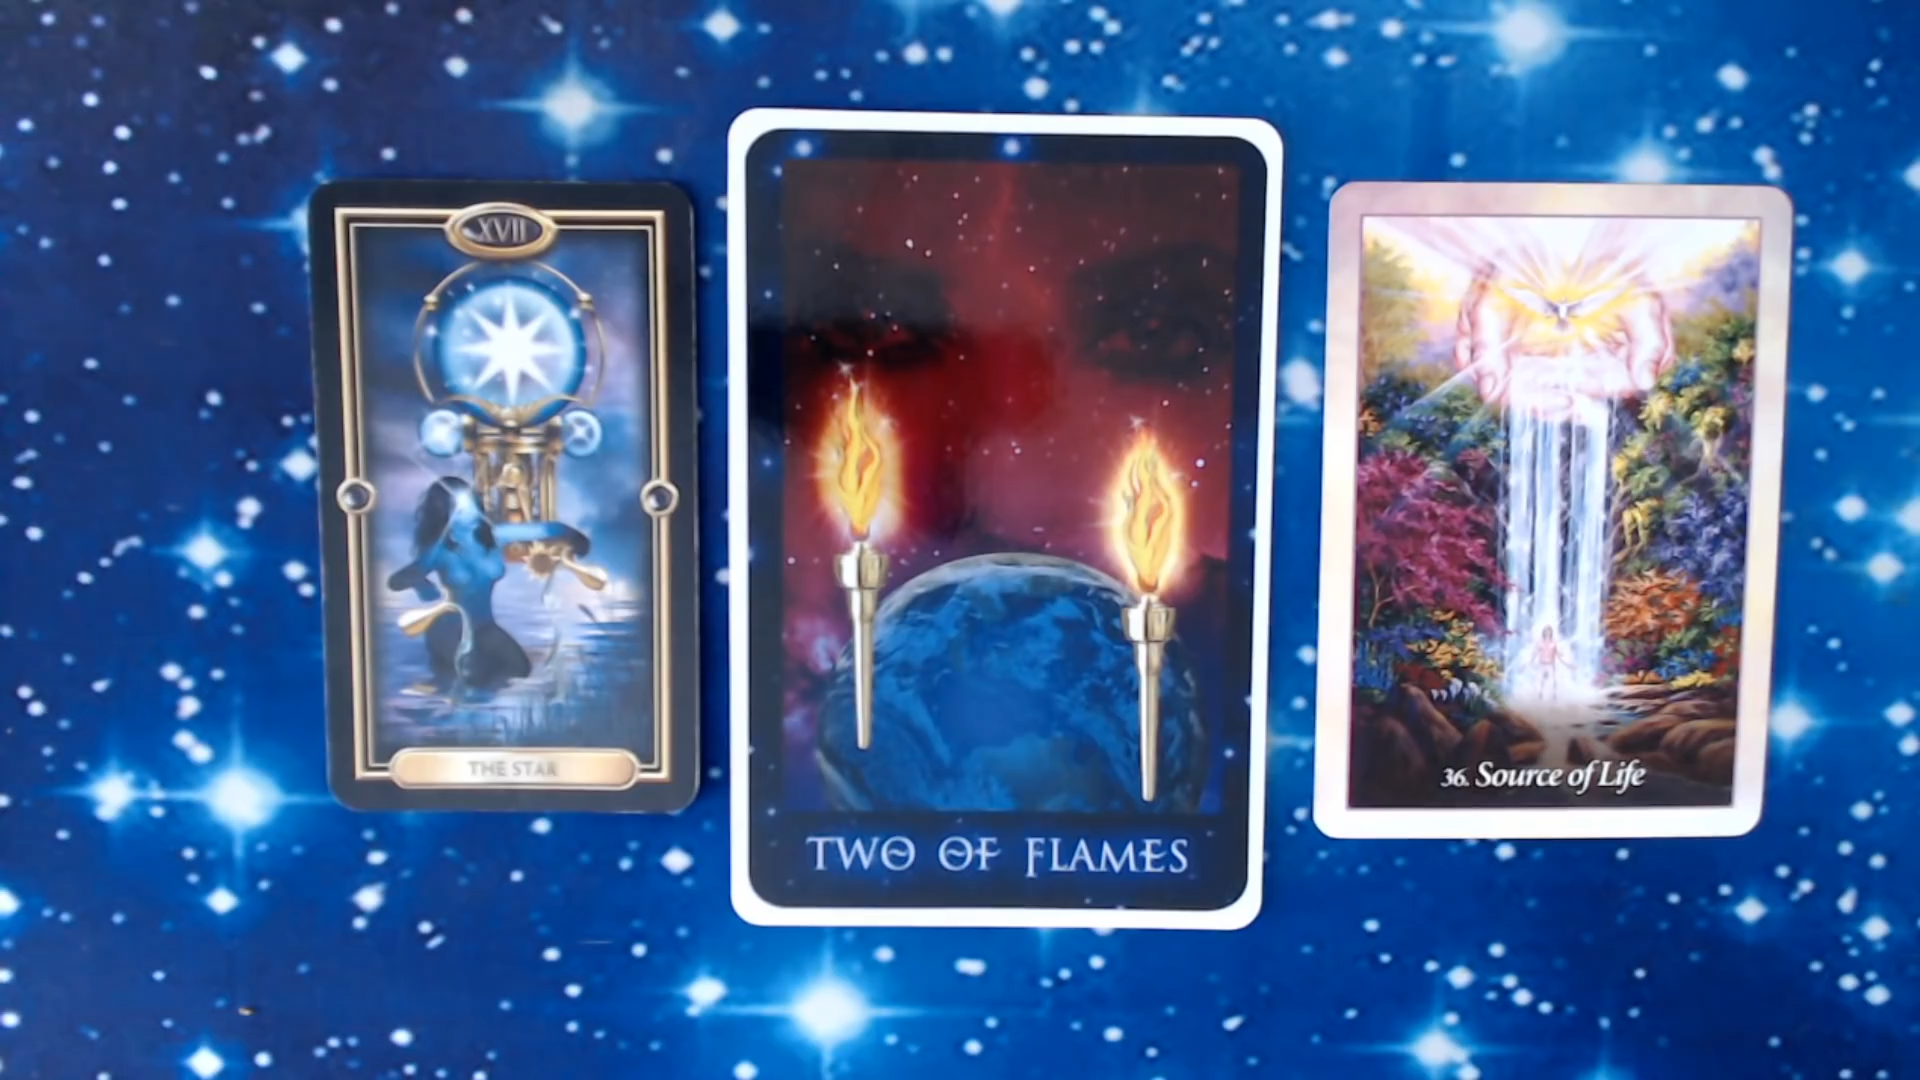 XVII
THE STAR
TWO OF FLAMES
36. Source of Life